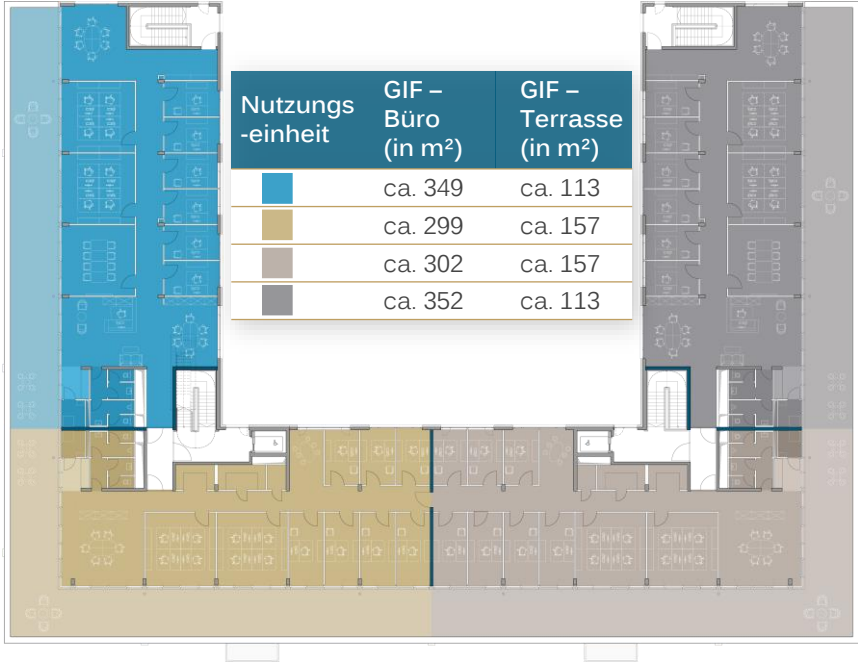 Nutzungs
-einheit
GIF –
Büro
(in m²)
GIF –
Terrasse
(in m²)
ca. 349 ca. 113
ca. 299 ca. 157
ca. 302 ca. 157
ca. 352 ca. 113